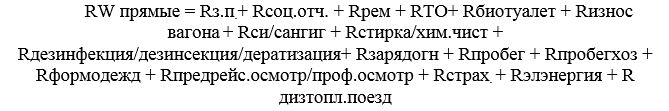 RW прямые = Rз.п.+ Rсоц.отч. + Rрем + RТО+ Rбиотуалет + Rизнос
вагона + Rси/сангиг + Rстирка/хим.чист +
Rдезинфекция/дезинсекция/дератизация+ Rзарядогн + Rпробег + Rпробегхоз +
Rформодежд + Rпредрейс.осмотр/проф.осмотр + Rстрах + Rэлэнергия + R
дизтопл.поезд